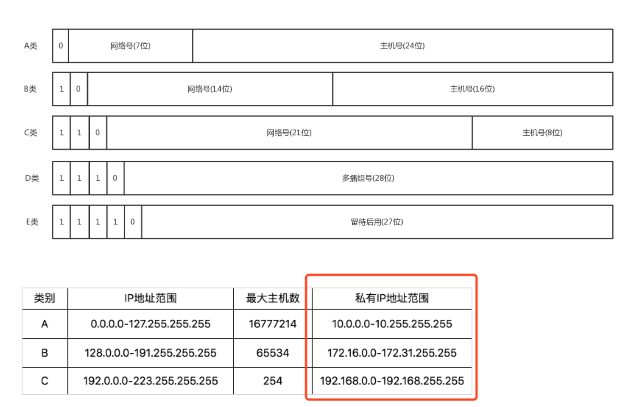 A类 0 网络号(7位) 主机号(24位)
B类 1 0 网络号(14位) 主机号(16位)
C类 1 1 0 网络号(21位) 主机号(8位)
D类 1 1 1 0 多播组号(28位)
E类 1 1 1 1 0 留待后用(27位)
类别 IP地址范围 最大主机数 私有IP地址范围
A 0.0.0.0-127.255.255.255 16777214 10.0.0.0-10.255.255.255
B 128.0.0.0-191.255.255.255 65534 172.16.0.0-172.31.255.255
C 192.0.0.0-223.255.255.255 254 192.168.0.0-192.168.255.255